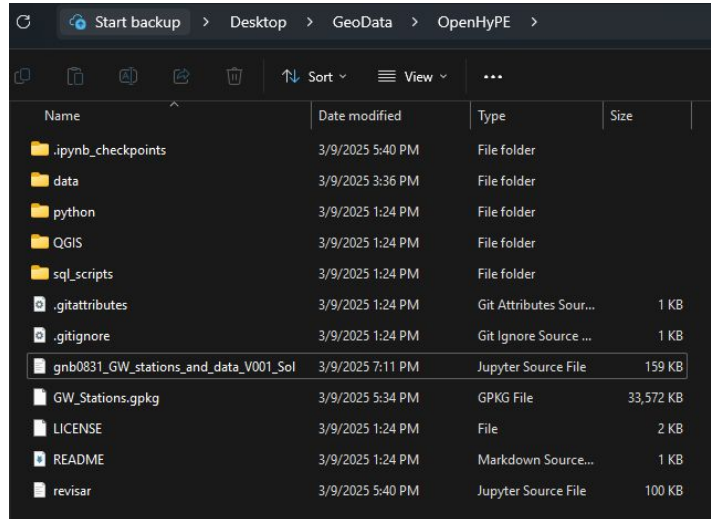 Start backup > Desktop > GeoData > OpenHyPE >
Sort View ...
Name Date modified Type Size
.ipynb_checkpoints 3/9/2025 5:40 PM File folder
data 3/9/2025 3:36 PM File folder
python 3/9/2025 1:24 PM File folder
QGIS 3/9/2025 1:24 PM File folder
sql_scripts 3/9/2025 1:24 PM File folder
.gitattributes 3/9/2025 1:24 PM Git Attributes Sour... 1 KB
.gitignore 3/9/2025 1:24 PM Git Ignore Source ... 1 KB
gnb0831_GW_stations_and_data_V001_Sol 3/9/2025 7:11 PM Jupyter Source File 159 KB
GW_Stations.gpkg 3/9/2025 5:34 PM GPKG File 33,572 KB
LICENSE 3/9/2025 1:24 PM File 2 KB
README 3/9/2025 1:24 PM Markdown Source... 1 KB
revisar 3/9/2025 5:40 PM Jupyter Source File 100 KB